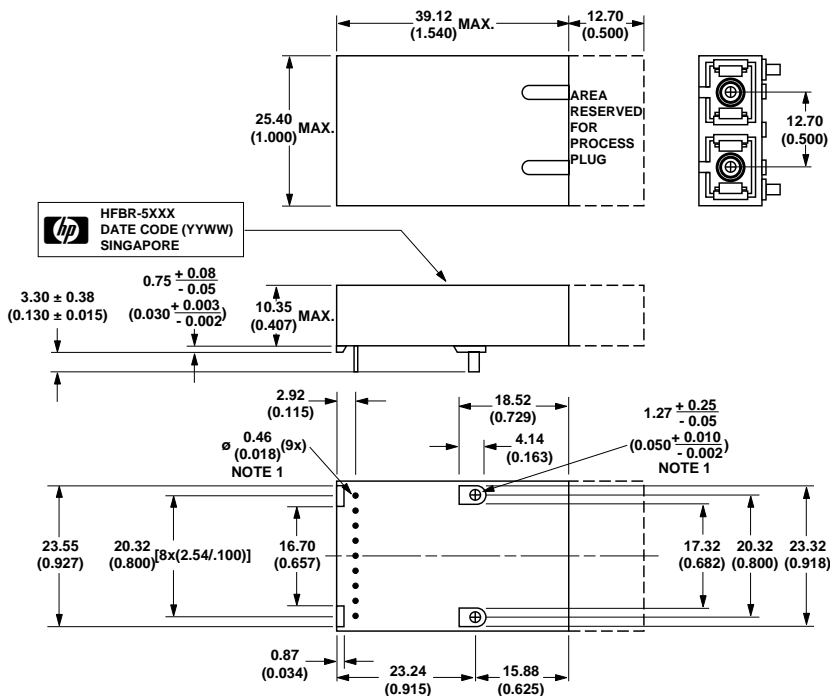 39.12
(1.540)
MAX.
12.70
(0.500)
25.40
(1.000)
MAX.
AREA
RESERVED
FOR
PROCESS
PLUG
12.70
(0.500)
hp
HFBR-5XXX
DATE CODE (YYWW)
SINGAPORE
3.30 ± 0.38
(0.130 ± 0.015)
0.75 + 0.08
- 0.05
(0.030 + 0.003
- 0.002)
10.35
(0.407)
MAX.
2.92
(0.115)
18.52
(0.729)
4.14
(0.163)
1.27 + 0.25
- 0.05
(0.050 + 0.010
- 0.002)
NOTE 1
ø 0.46
(0.018) (9x)
NOTE 1
23.55
(0.927)
20.32
(0.800)
[8x(2.54/.100)]
16.70
(0.657)
17.32
(0.682)
20.32
(0.800)
23.32
(0.918)
0.87
(0.034)
23.24
(0.915)
15.88
(0.625)